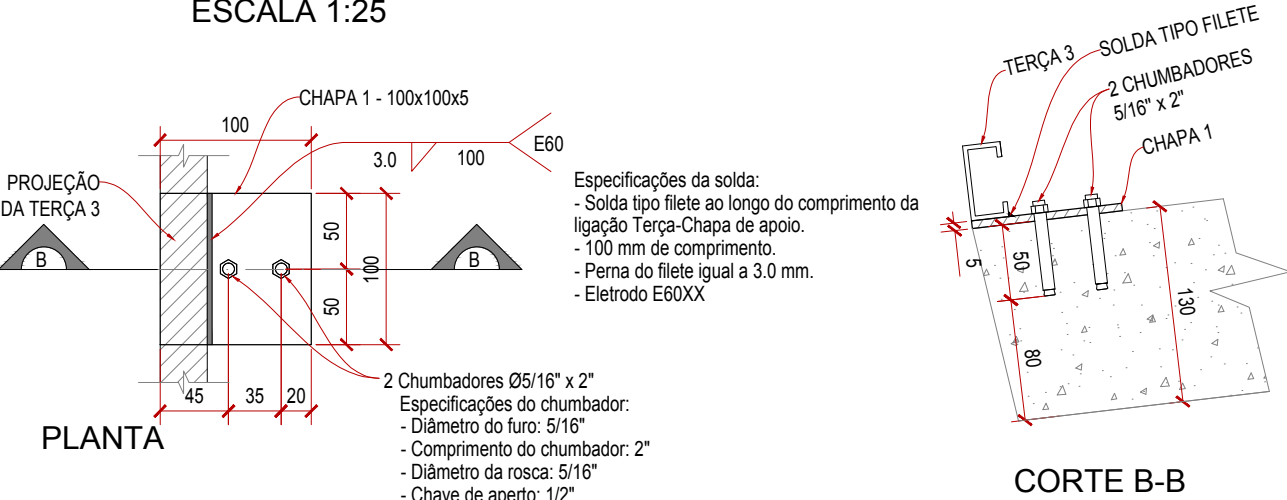 ESCALA 1:25
CHAPA 1 - 100x100x5
100
3.0
100
E60
PROJEÇÃO
DA TERÇA 3
B
B
50
50
100
45
35
20
2 Chumbadores Ø5/16" x 2"
Especificações do chumbador:
- Diâmetro do furo: 5/16"
- Comprimento do chumbador: 2"
- Diâmetro da rosca: 5/16"
- Chave de aperto: 1/2"
PLANTA
Especificações da solda:
- Solda tipo filete ao longo do comprimento da
ligação Terça-Chapa de apoio.
- 100 mm de comprimento.
- Perna do filete igual a 3.0 mm.
- Eletrodo E60XX
TERÇA 3
SOLDA TIPO FILETE
2 CHUMBADORES
5/16" x 2"
CHAPA 1
5
50
80
130
CORTE B-B